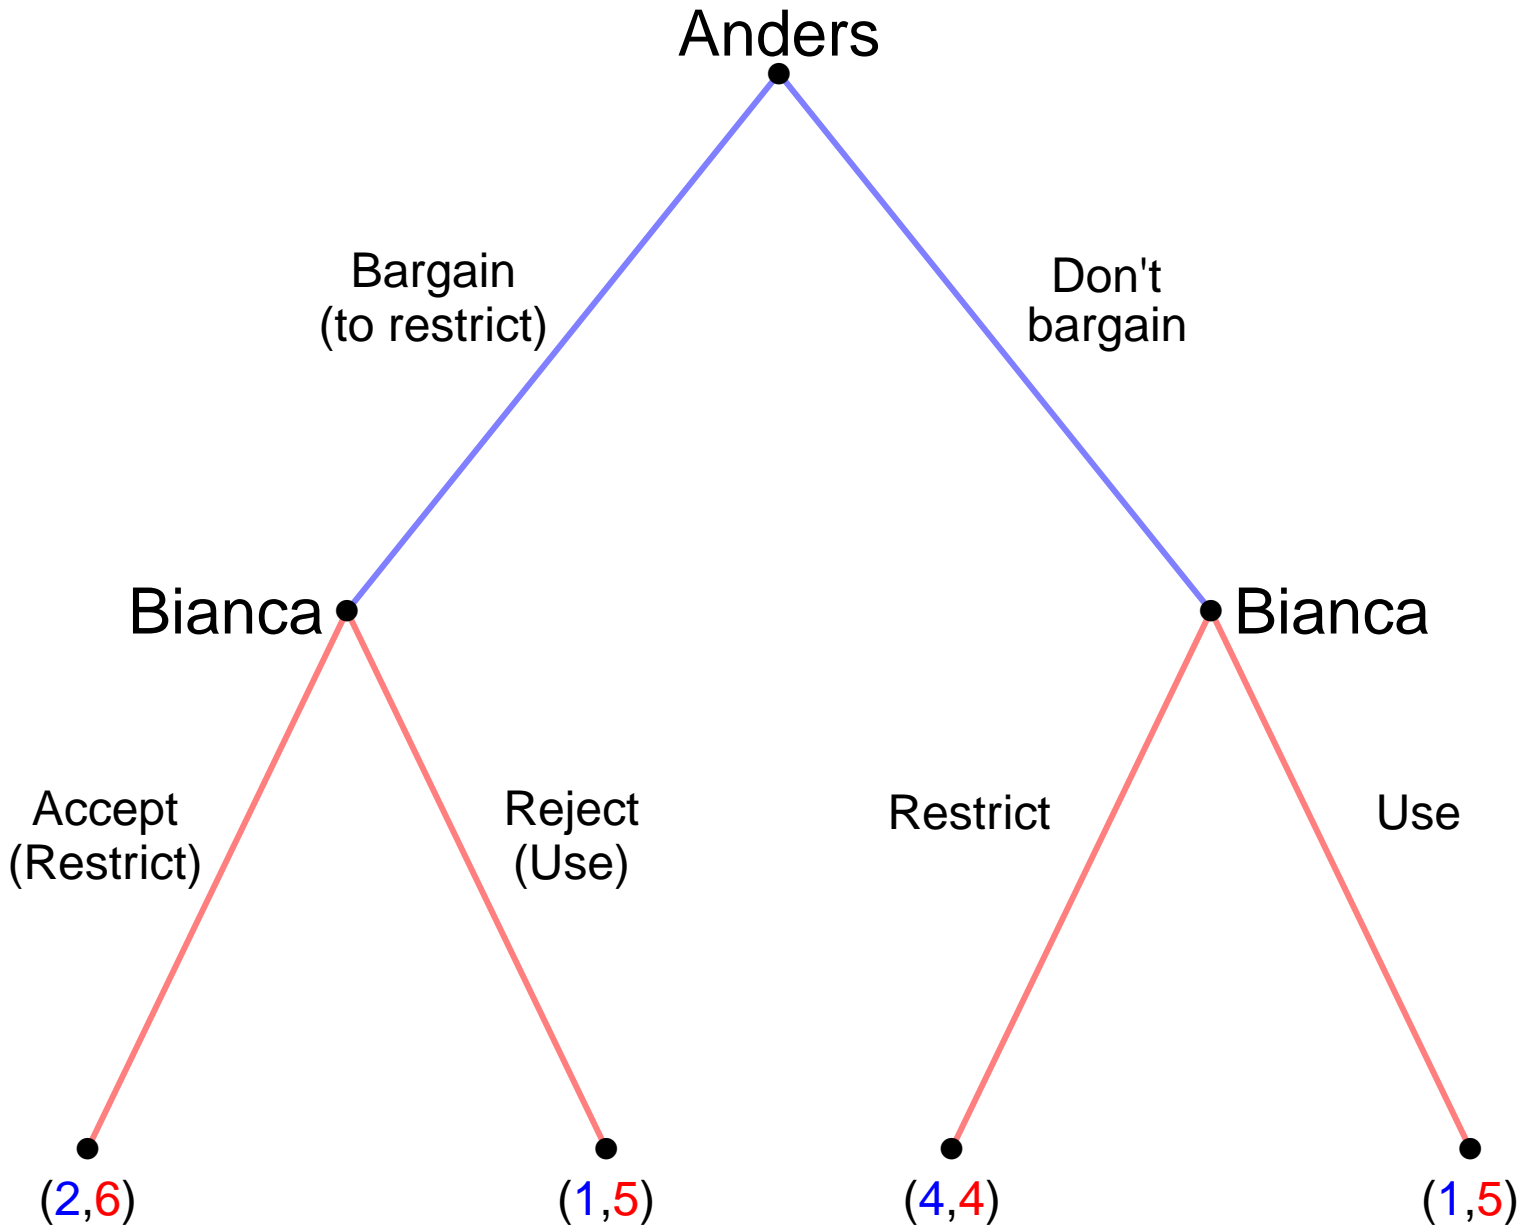 Anders
Bargain
(to restrict)
Don't
bargain
Bianca
Bianca
Accept
(Restrict)
Reject
(Use)
Restrict
Use
(2,6)
(1,5)
(4,4)
(1,5)